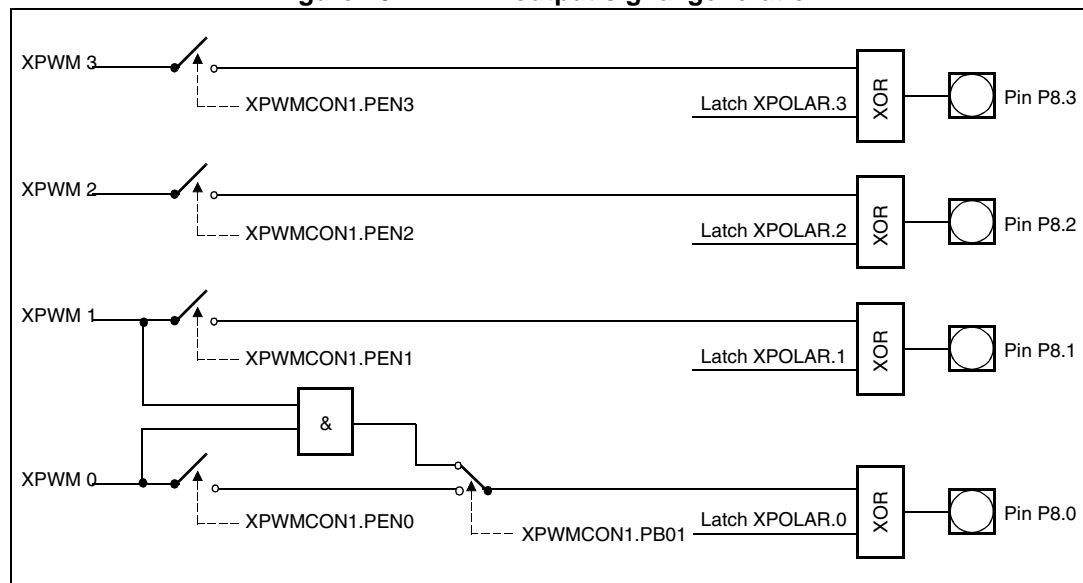 XPWM 3
XPWMCON1.PEN3
Latch XPOLAR.3
XOR
Pin P8.3
XPWM 2
XPWMCON1.PEN2
Latch XPOLAR.2
XOR
Pin P8.2
XPWM 1
XPWMCON1.PEN1
Latch XPOLAR.1
XOR
Pin P8.1
&
XPWM 0
XPWMCON1.PEN0
XPWMCON1.PB01
Latch XPOLAR.0
XOR
Pin P8.0